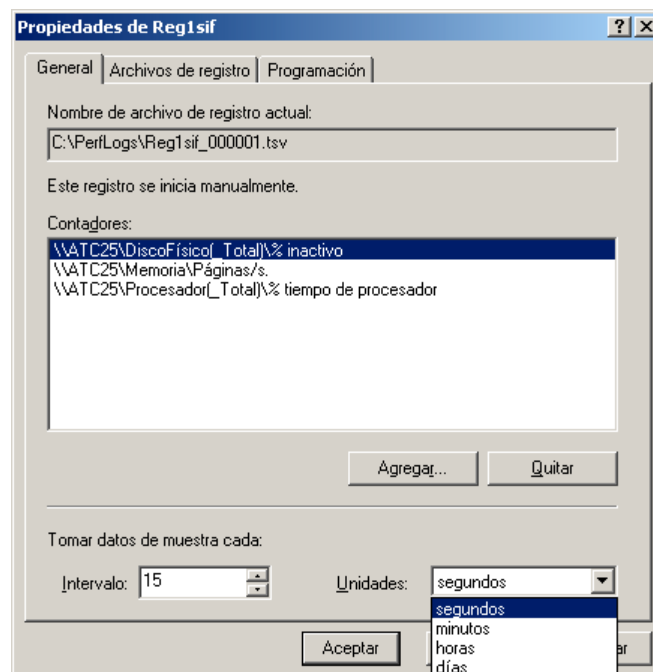 Propiedades de Reg1sif
General Archivos de registro Programación
Nombre de archivo de registro actual:
C:\PerfLogs\Reg1sif_000001.tsv
Este registro se inicia manualmente.
Contadores:
\\ATC25\DiscoFísico(_Total)\% inactivo
\\ATC25\Memoria\Páginas/s.
\\ATC25\Procesador(_Total)\% tiempo de procesador
Agregar... Quitar
Tomar datos de muestra cada:
Intervalo: 15 Unidades: segundos
segundos
minutos
Aceptar horas ar
días